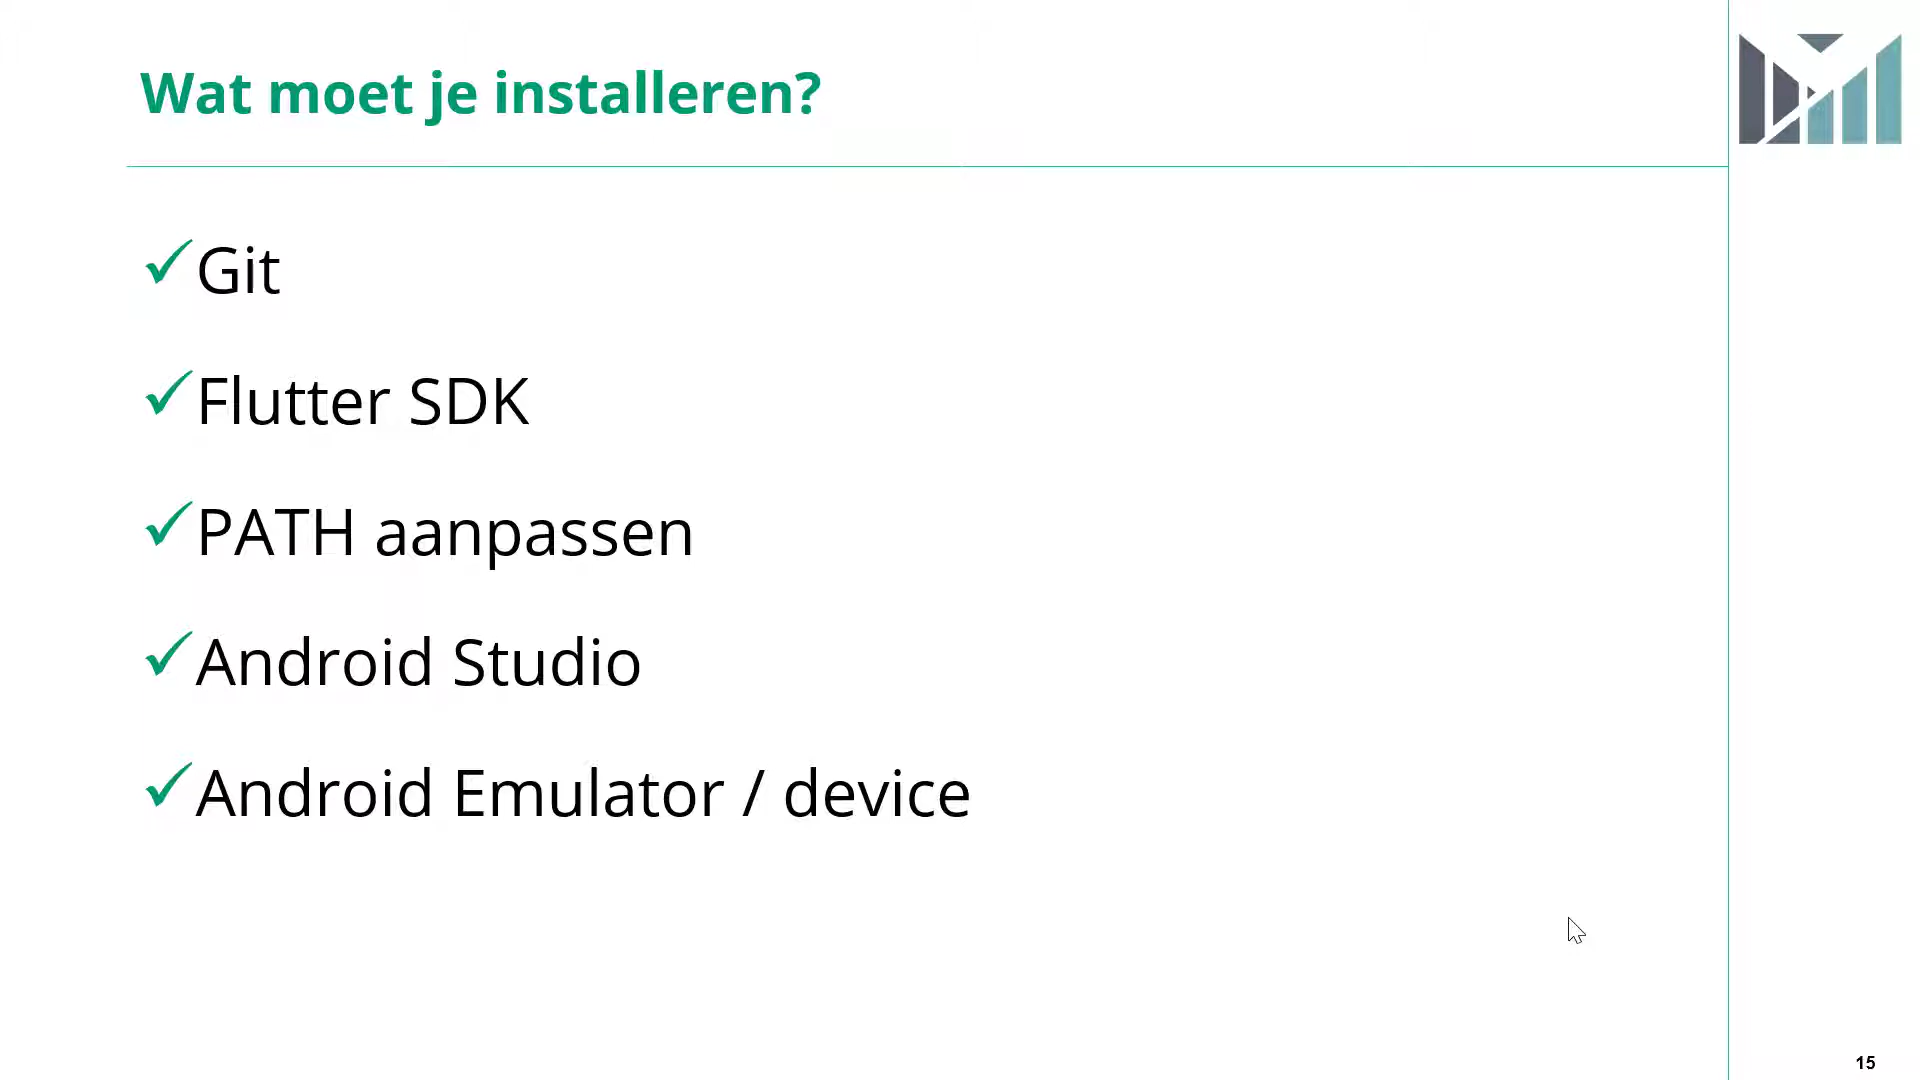 Wat moet je installeren?
Git
Flutter SDK
PATH aanpassen
Android Studio
Android Emulator / device
15